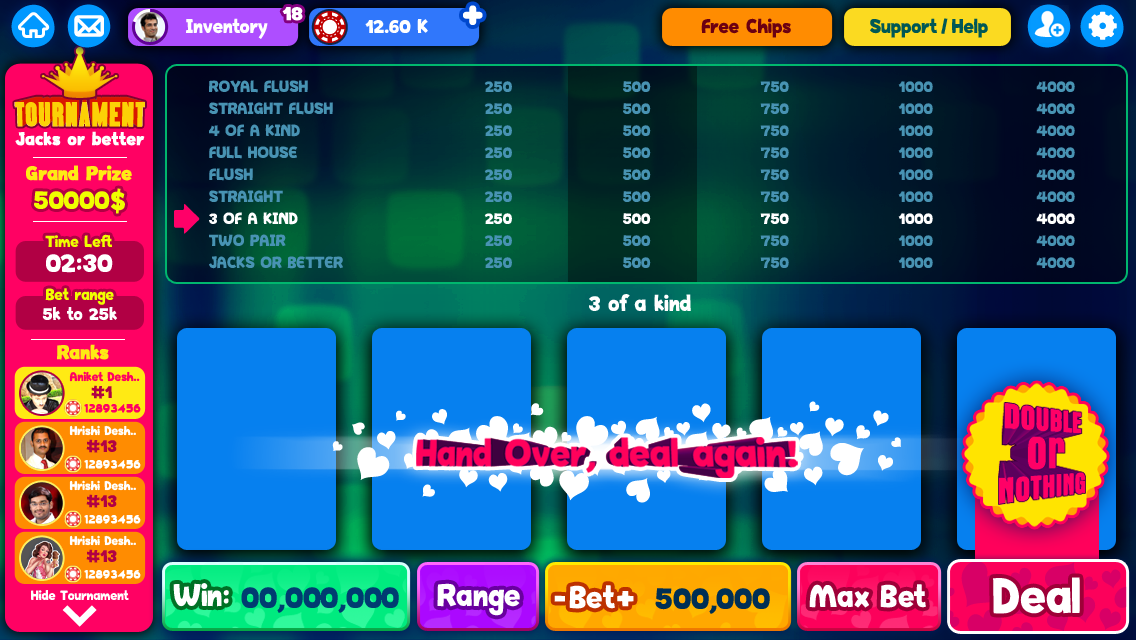 Inventory
18
12.60 K
Free Chips
Support / Help
TOURNAMENT
Jacks or better
Grand Prize
50000$
Time Left
02:30
Bet range
5k to 25k
Ranks
Aniket Desh..
#1
12893456
Hrishi Desh..
#13
12893456
Hrishi Desh..
#13
12893456
Hrishi Desh..
#13
12893456
Hide Tournament
ROYAL FLUSH 250 500 750 1000 4000
STRAIGHT FLUSH 250 500 750 1000 4000
4 OF A KIND 250 500 750 1000 4000
FULL HOUSE 250 500 750 1000 4000
FLUSH 250 500 750 1000 4000
STRAIGHT 250 500 750 1000 4000
3 OF A KIND 250 500 750 1000 4000
TWO PAIR 250 500 750 1000 4000
JACKS OR BETTER 250 500 750 1000 4000
3 of a kind
Hand Over, deal again!
DOUBLE
OR
NOTHING
Win: 00,000,000
Range
-Bet+ 500,000
Max Bet
Deal